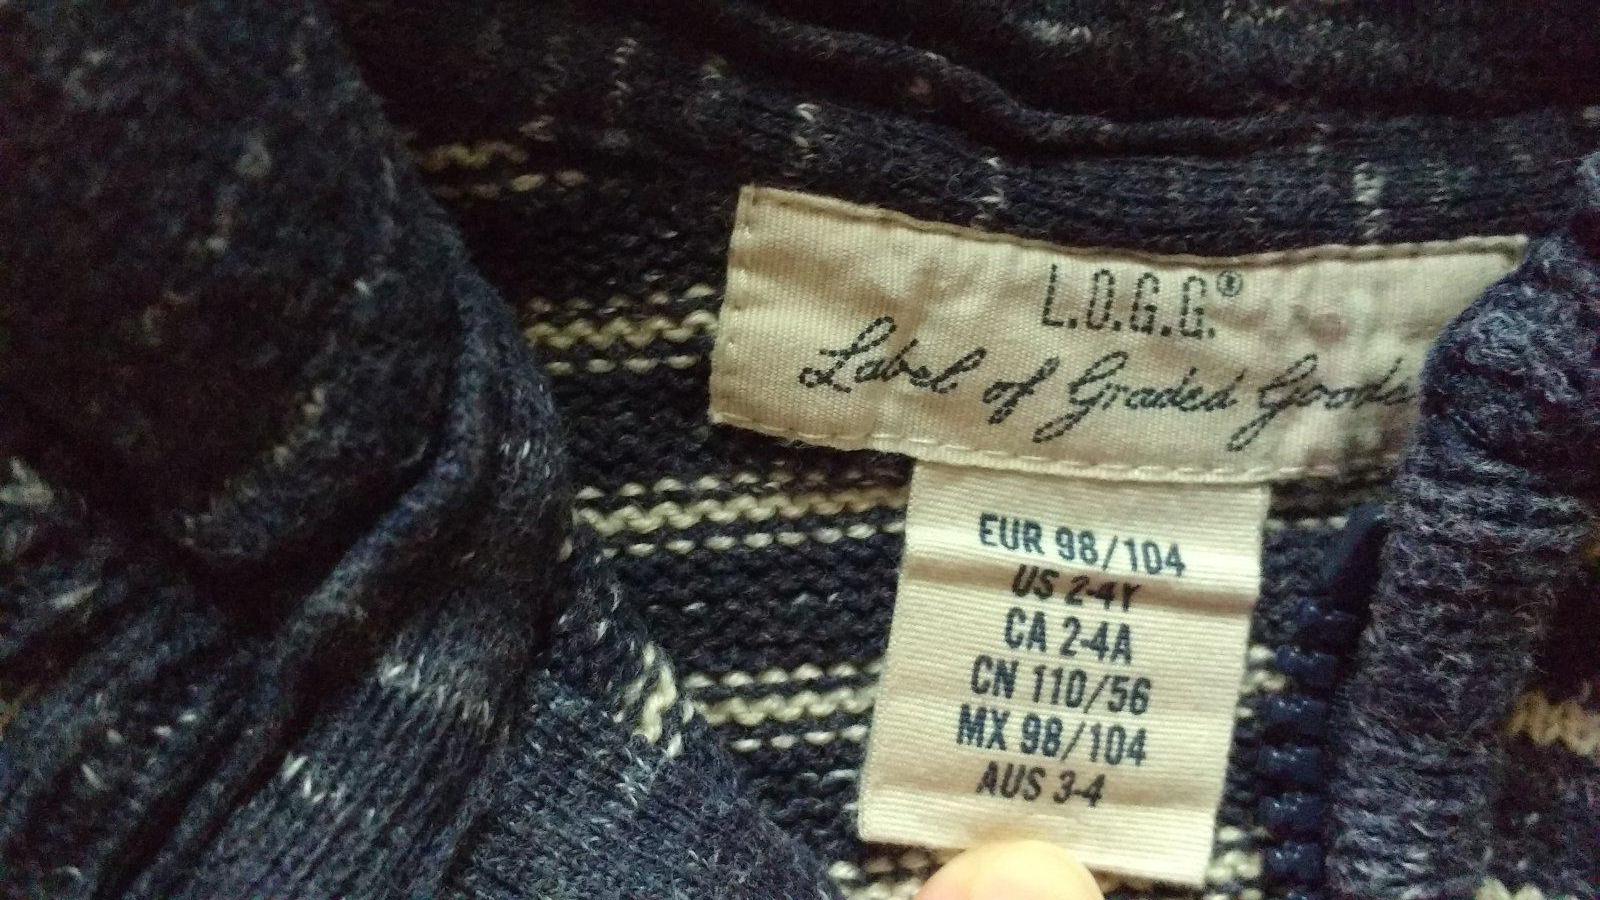 L.O.G.G.®
Label of Graded Goods
EUR 98/104
US 2-4Y
CA 2-4A
CN 110/56
MX 98/104
AUS 3-4